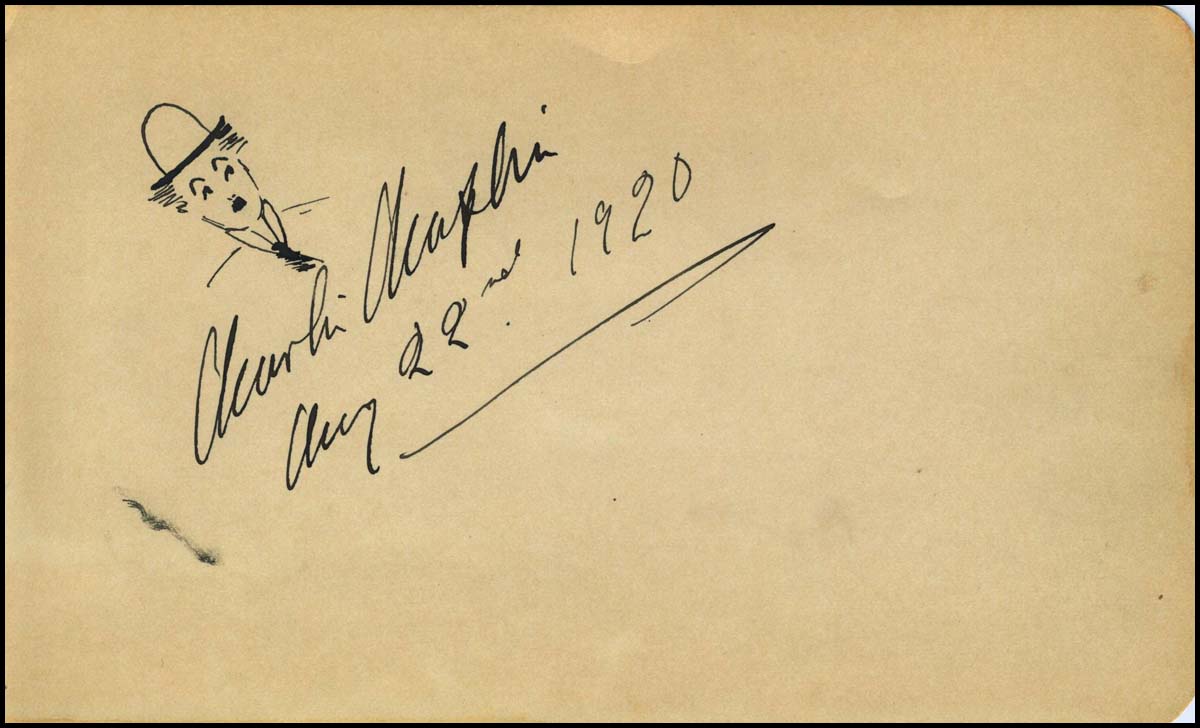 Charlie Chaplin
Aug 22nd 1920